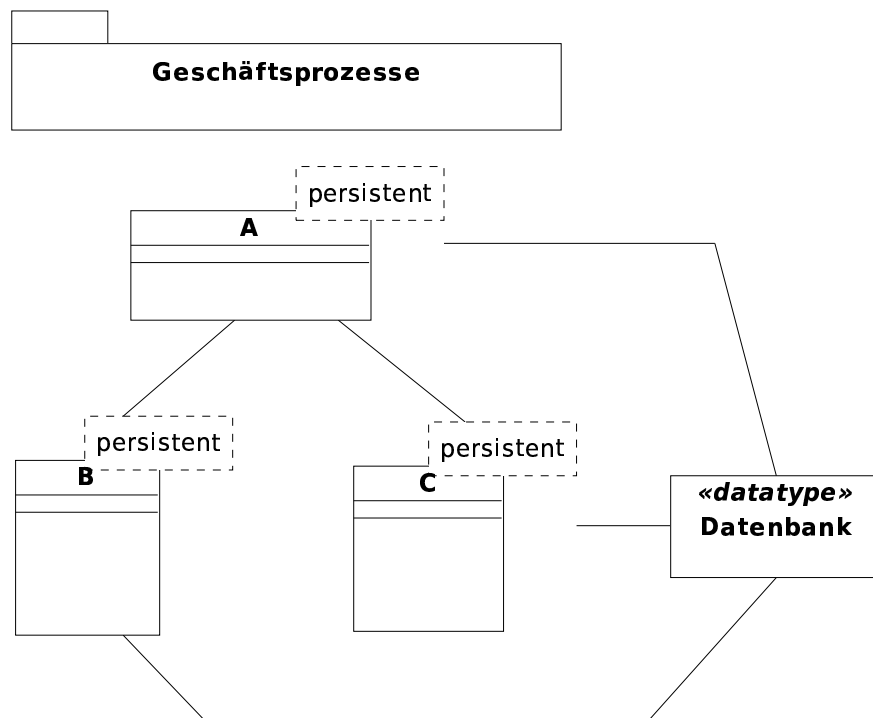 Geschäftsprozesse
persistent
A
persistent
B
persistent
C
«datatype»
Datenbank